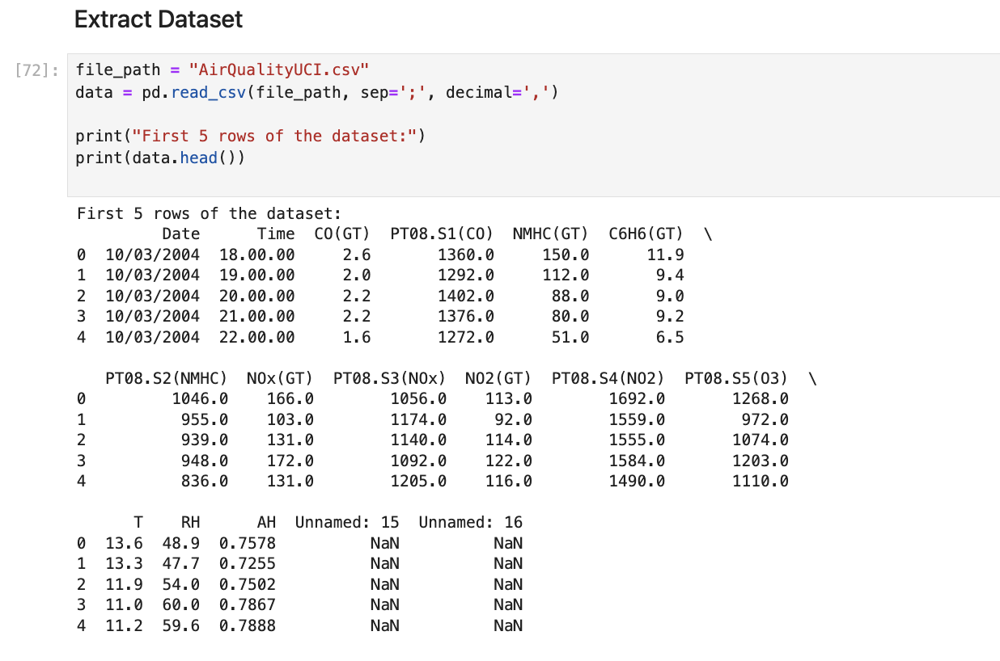 Extract Dataset
[72]: file_path = "AirQualityUCI.csv"
data = pd.read_csv(file_path, sep=';', decimal=',')
print("First 5 rows of the dataset:")
print(data.head())
First 5 rows of the dataset:
         Date      Time  CO(GT)  PT08.S1(CO)  NMHC(GT)  C6H6(GT)  \
0  10/03/2004  18.00.00     2.6       1360.0     150.0      11.9
1  10/03/2004  19.00.00     2.0       1292.0     112.0       9.4
2  10/03/2004  20.00.00     2.2       1402.0      88.0       9.0
3  10/03/2004  21.00.00     2.2       1376.0      80.0       9.2
4  10/03/2004  22.00.00     1.6       1272.0      51.0       6.5
   PT08.S2(NMHC)  NOx(GT)  PT08.S3(NOx)  NO2(GT)  PT08.S4(NO2)  PT08.S5(O3)  \
0         1046.0    166.0        1056.0    113.0        1692.0       1268.0
1          955.0    103.0        1174.0     92.0        1559.0        972.0
2          939.0    131.0        1140.0    114.0        1555.0       1074.0
3          948.0    172.0        1092.0    122.0        1584.0       1203.0
4          836.0    131.0        1205.0    116.0        1490.0       1110.0
      T    RH      AH  Unnamed: 15  Unnamed: 16
0  13.6  48.9  0.7578          NaN          NaN
1  13.3  47.7  0.7255          NaN          NaN
2  11.9  54.0  0.7502          NaN          NaN
3  11.0  60.0  0.7867          NaN          NaN
4  11.2  59.6  0.7888          NaN          NaN